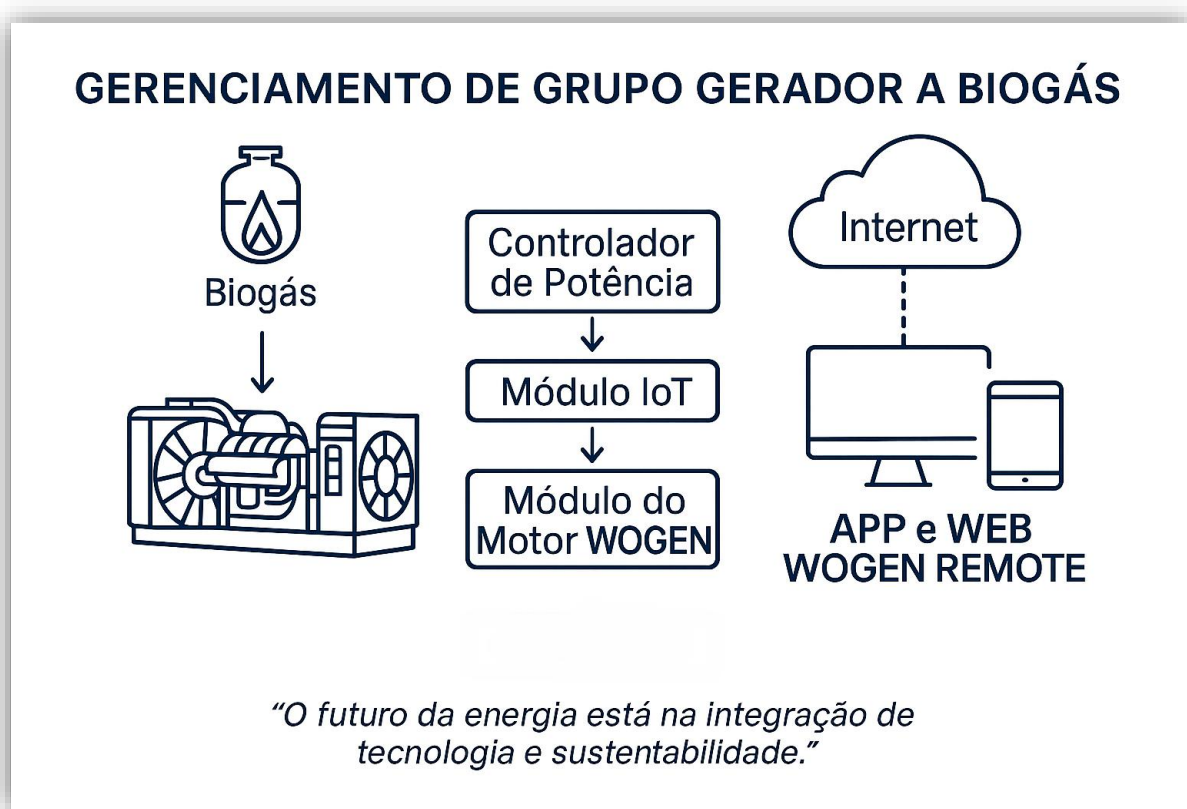 GERENCIAMENTO DE GRUPO GERADOR A BIOGÁS
Biogás
Controlador
de Potência
Módulo IoT
Módulo do
Motor WOGEN
Internet
APP e WEB
WOGEN REMOTE
“O futuro da energia está na integração de
tecnologia e sustentabilidade.”